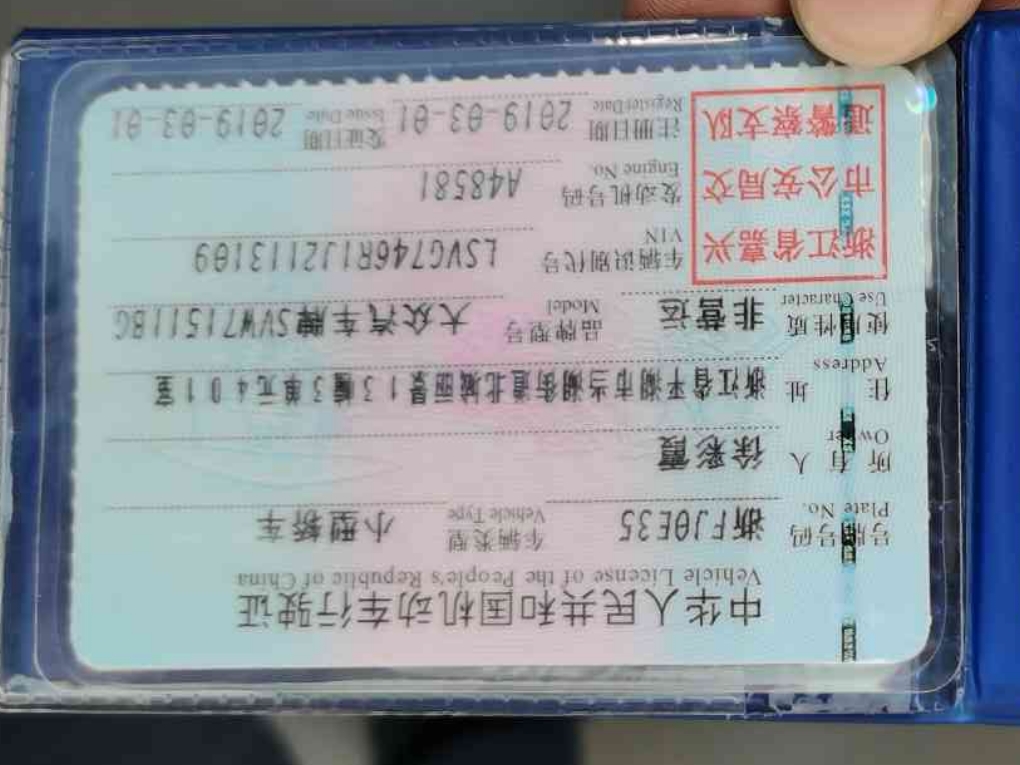 中华人民共和国机动车行驶证
Vehicle License of the People's Republic of China
号牌号码 浙FJ0E35 车辆类型 小型轿车
Plate No. Vehicle Type
所有人 徐彩霞
Owner
住 址 浙江省平湖市当湖街道北城丽景13幢3单元401室
Address
使用性质 非营运 品牌型号 大众汽车牌SVW71511BG
Use Character Model
浙江省嘉兴
市公安局交
通警察支队
车辆识别代号 LSVG746R1J2113109
VIN
发动机号码 A48581
Engine No.
注册日期 2019-03-01 发证日期 2019-03-01
Register Date Issue Date